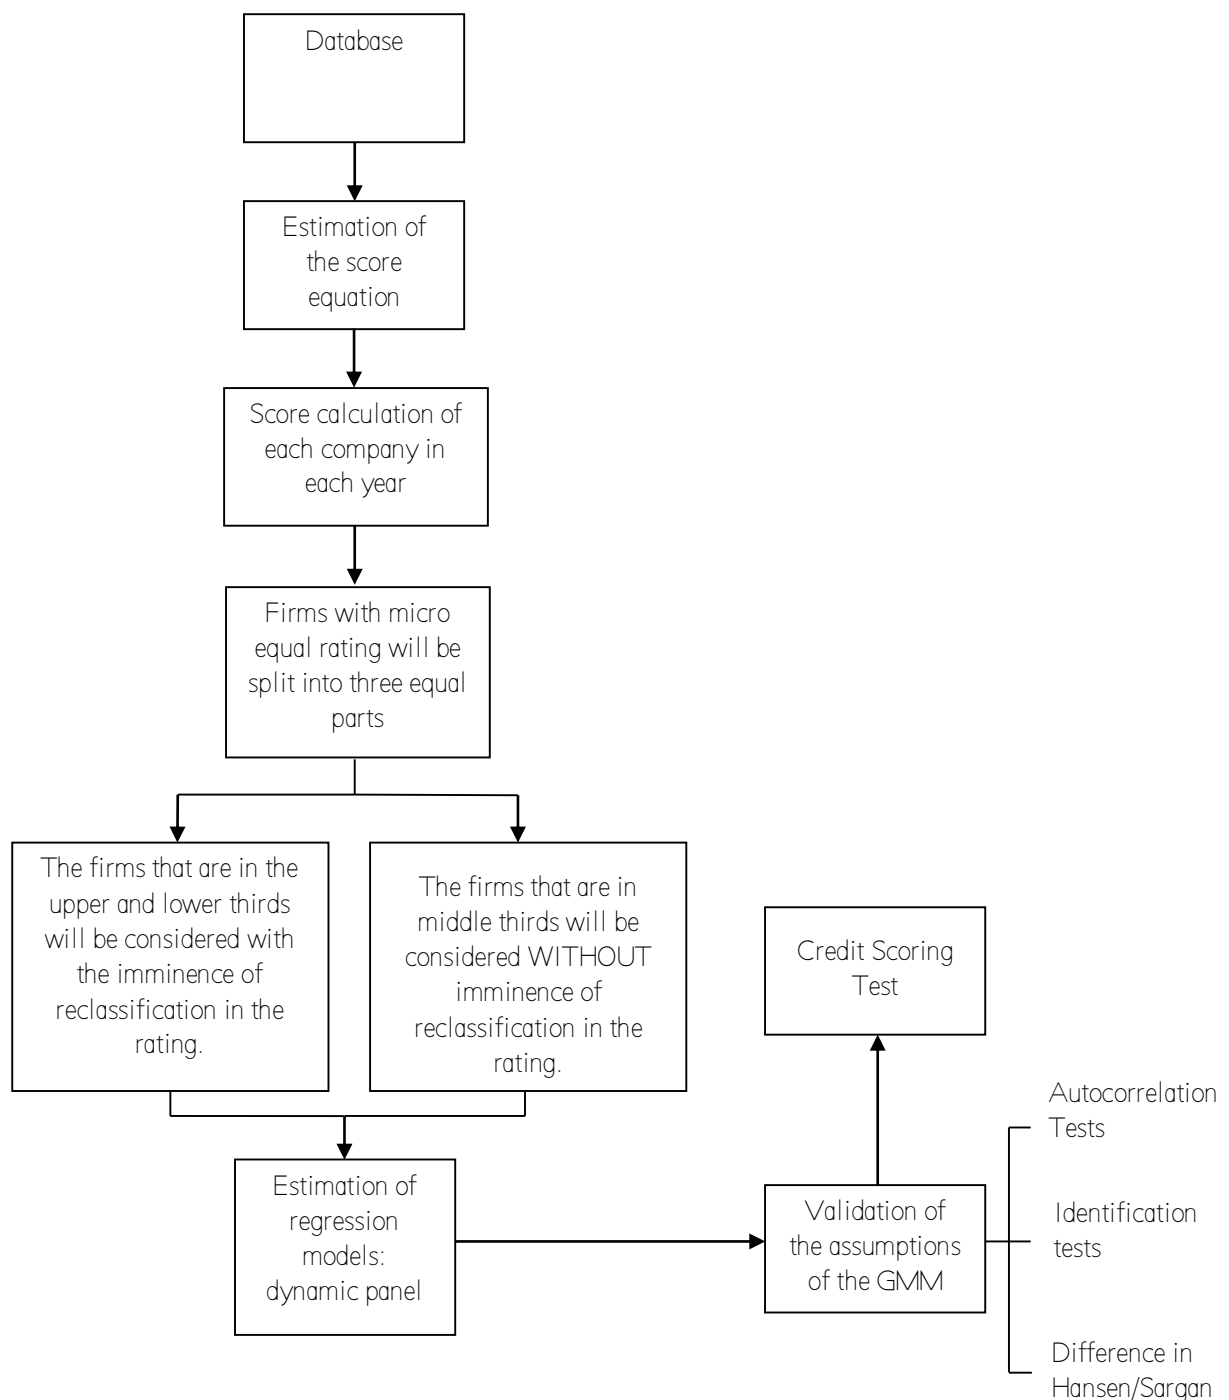 Database
Estimation of
the score
equation
Score calculation of
each company in
each year
Firms with micro
equal rating will be
split into three equal
parts
The firms that are in the
upper and lower thirds
will be considered with
the imminence of
reclassification in the
rating.
The firms that are in
middle thirds will be
considered WITHOUT
imminence of
reclassification in the
rating.
Credit Scoring
Test
Estimation of
regression
models:
dynamic panel
Validation of
the assumptions
of the GMM
Autocorrelation
Tests
Identification
tests
Difference in
Hansen/Sargan